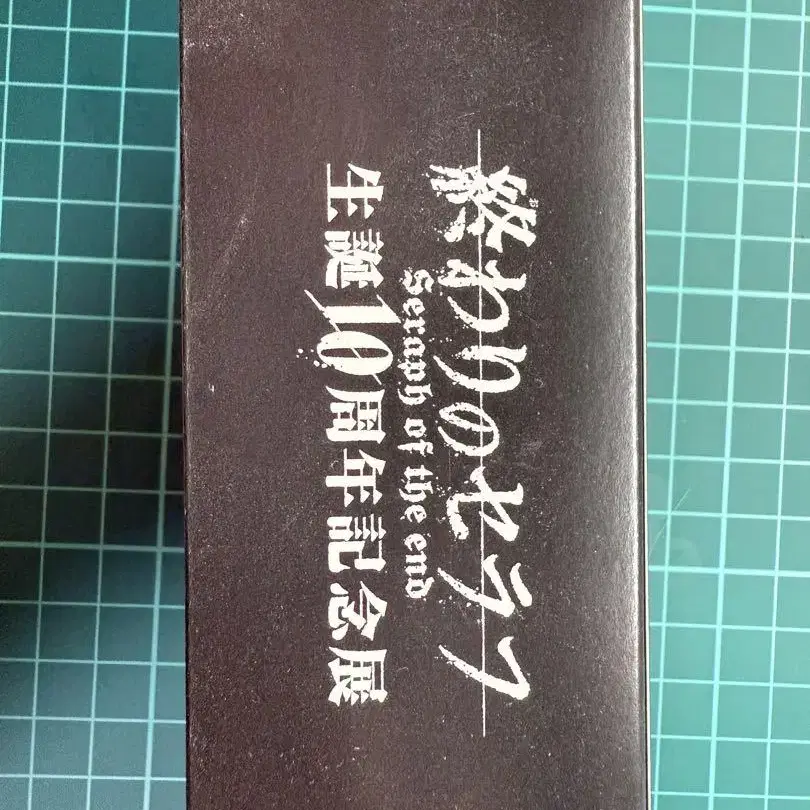 終わりのセラフ
Seraph of the end
生誕10周年記念展